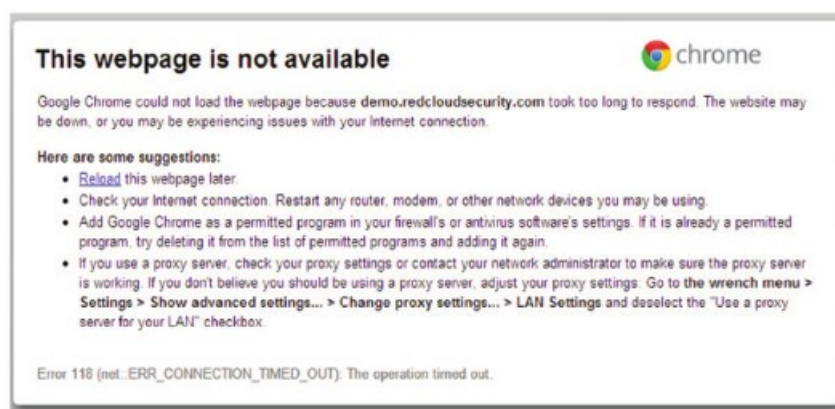 This webpage is not available
chrome
Google Chrome could not load the webpage because demo.redcloudsecurity.com took too long to respond. The website may
be down, or you may be experiencing issues with your Internet connection.
Here are some suggestions:
• Reload this webpage later.
• Check your Internet connection. Restart any router, modem, or other network devices you may be using.
• Add Google Chrome as a permitted program in your firewall's or antivirus software's settings. If it is already a permitted
program, try deleting it from the list of permitted programs and adding it again.
• If you use a proxy server, check your proxy settings or contact your network administrator to make sure the proxy server
is working. If you don't believe you should be using a proxy server, adjust your proxy settings: Go to the wrench menu >
Settings > Show advanced settings... > Change proxy settings... > LAN Settings and deselect the "Use a proxy
server for your LAN" checkbox.
Error 118 (net::ERR_CONNECTION_TIMED_OUT): The operation timed out.